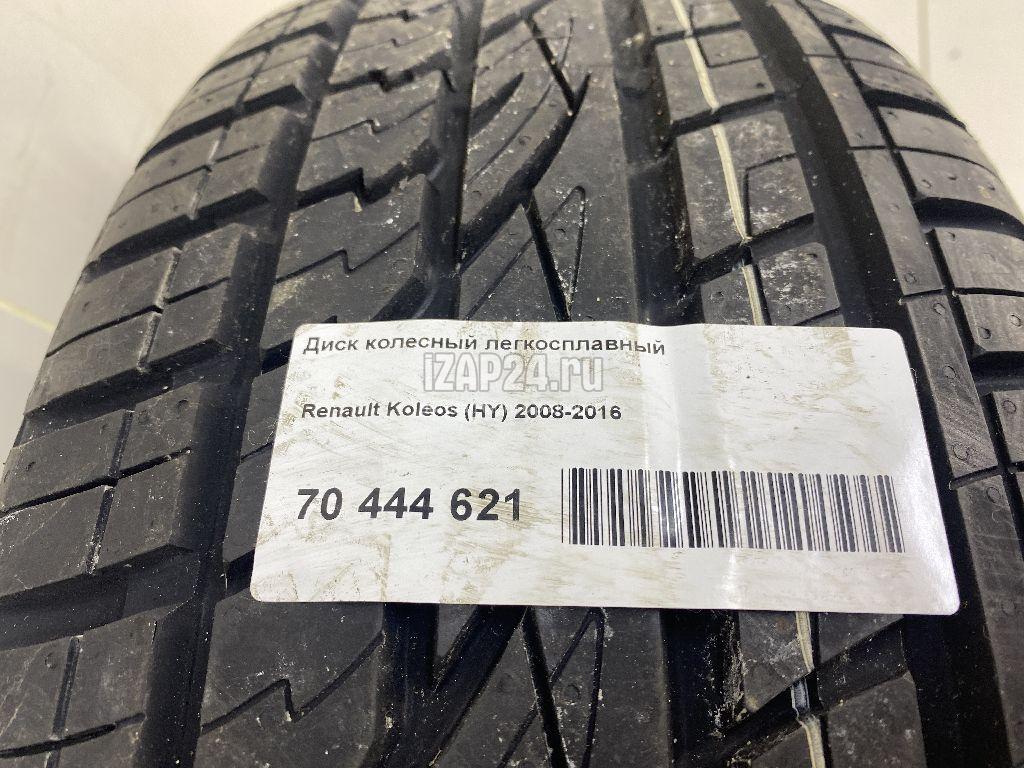 Диск колесный легкосплавный
IZAP24.ru
Renault Koleos (HY) 2008-2016
70 444 621